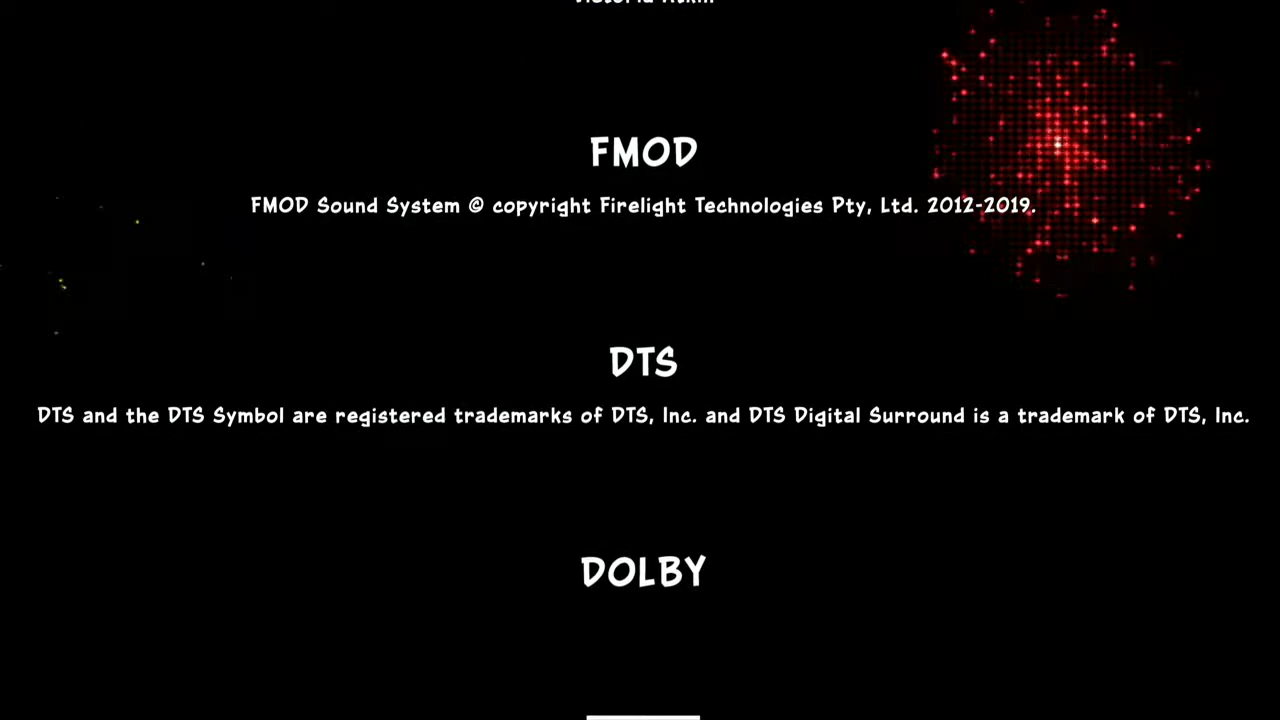 FMOD
FMOD Sound System © copyright Firelight Technologies Pty, Ltd. 2012-2019.
DTS
DTS and the DTS Symbol are registered trademarks of DTS, Inc. and DTS Digital Surround is a trademark of DTS, Inc.
DOLBY